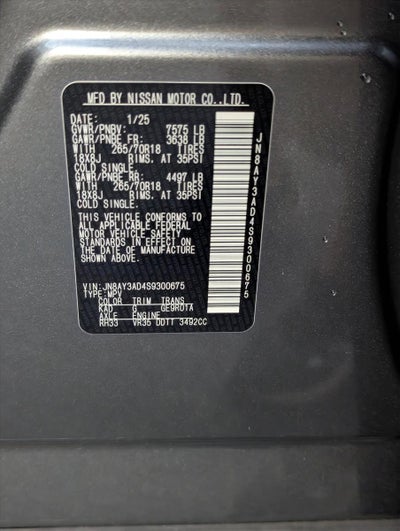 MFD BY NISSAN MOTOR CO.,LTD.
DATE: 1/25
GVWR/PNBV: 7575 LB
GAWR/PNBE FR: 3638 LB
WITH 265/70R18 TIRES
18X8J RIMS. AT 35PSI
COLD SINGLE.
GAWR/PNBE RR: 4497 LB
WITH 265/70R18 TIRES
18X8J RIMS. AT 35PSI
COLD SINGLE.
THIS VEHICLE CONFORMS TO
ALL APPLICABLE FEDERAL
MOTOR VEHICLE SAFETY
STANDARDS IN EFFECT ON
THE DATE OF MANUFACTURE
SHOWN ABOVE.
VIN: JN8AY3AD4S9300675
TYPE: MPV
COLOR TRIM TRANS
KAD G GE9R01A
AXLE ENGINE
RH33 VR35 DDTT 3492CC
JN8AY3AD4S9300675